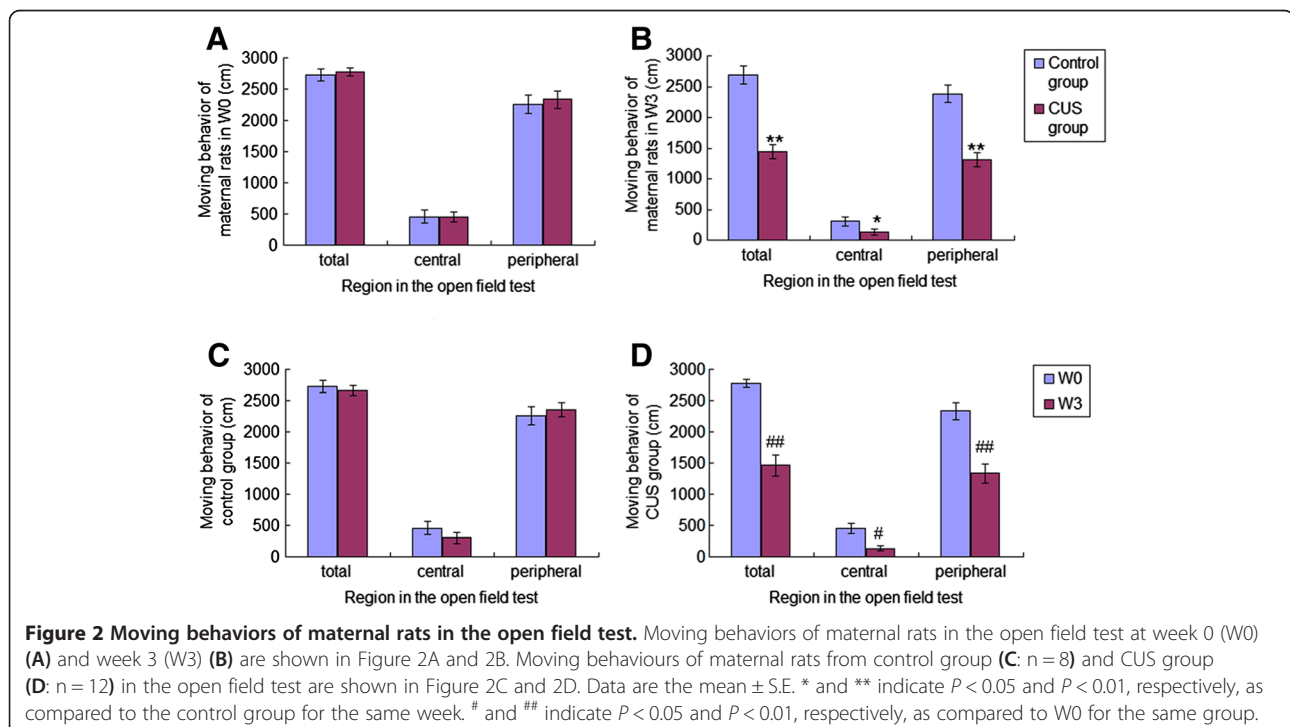 A
Moving behavior of
maternal rats in W0 (cm)
3000
2500
2000
1500
1000
500
0
total central peripheral
Region in the open field test
B
Moving behavior of
maternal rats in W3 (cm)
3000
2500
2000
1500
1000
500
0
**
*
**
total central peripheral
Region in the open field test
Control
group
CUS
group
C
Moving behavior of
control group (cm)
3000
2500
2000
1500
1000
500
0
total central peripheral
Region in the open field test
D
Moving behavior of
CUS group (cm)
3000
2500
2000
1500
1000
500
0
##
#
##
total central peripheral
Region in the open field test
W0
W3
Figure 2 Moving behaviors of maternal rats in the open field test. Moving behaviors of maternal rats in the open field test at week 0 (W0)
(A) and week 3 (W3) (B) are shown in Figure 2A and 2B. Moving behaviours of maternal rats from control group (C: n = 8) and CUS group
(D: n = 12) in the open field test are shown in Figure 2C and 2D. Data are the mean ± S.E. * and ** indicate P < 0.05 and P < 0.01, respectively, as
compared to the control group for the same week. # and ## indicate P < 0.05 and P < 0.01, respectively, as compared to W0 for the same group.